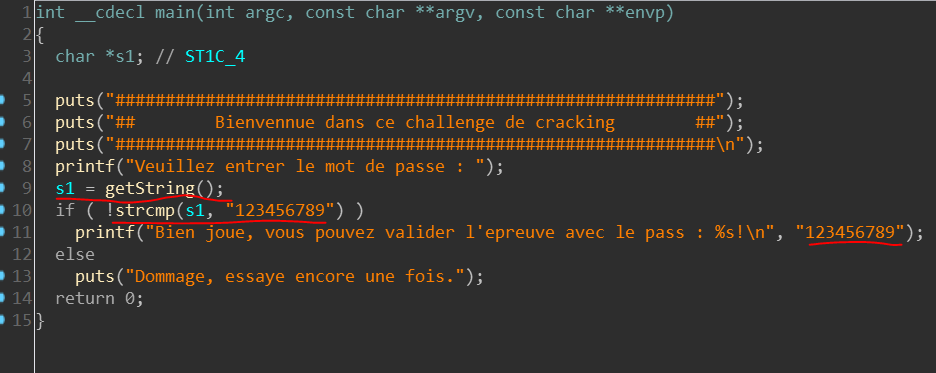 1 int __cdecl main(int argc, const char **argv, const char **envp)
2 {
3 char *s1; // ST1C_4
4
5 puts("############################################################");
6 puts("##        Bienvennue dans ce challenge de cracking        ##");
7 puts("############################################################\n");
8 printf("Veuillez entrer le mot de passe : ");
9 s1 = getString();
10 if ( !strcmp(s1, "123456789") )
11 printf("Bien joue, vous pouvez valider l'epreuve avec le pass : %s!\n", "123456789");
12 else
13 puts("Dommage, essaye encore une fois.");
14 return 0;
15 }